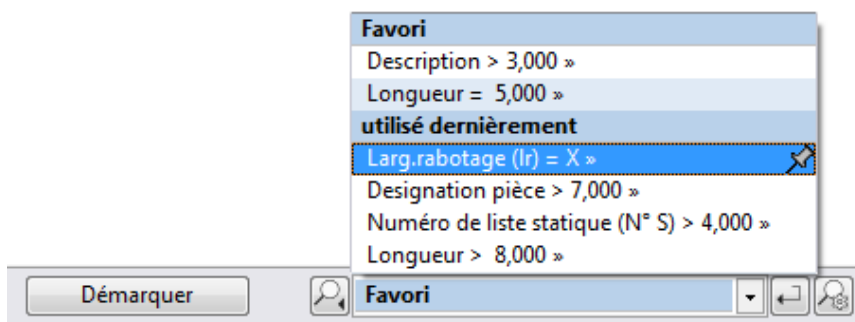 Favori
Description > 3,000 »
Longueur =  5,000 »
utilisé dernièrement
Larg.rabotage (lr) = X »
Designation pièce > 7,000 »
Numéro de liste statique (N° S) > 4,000 »
Longueur >  8,000 »
Démarquer
Favori